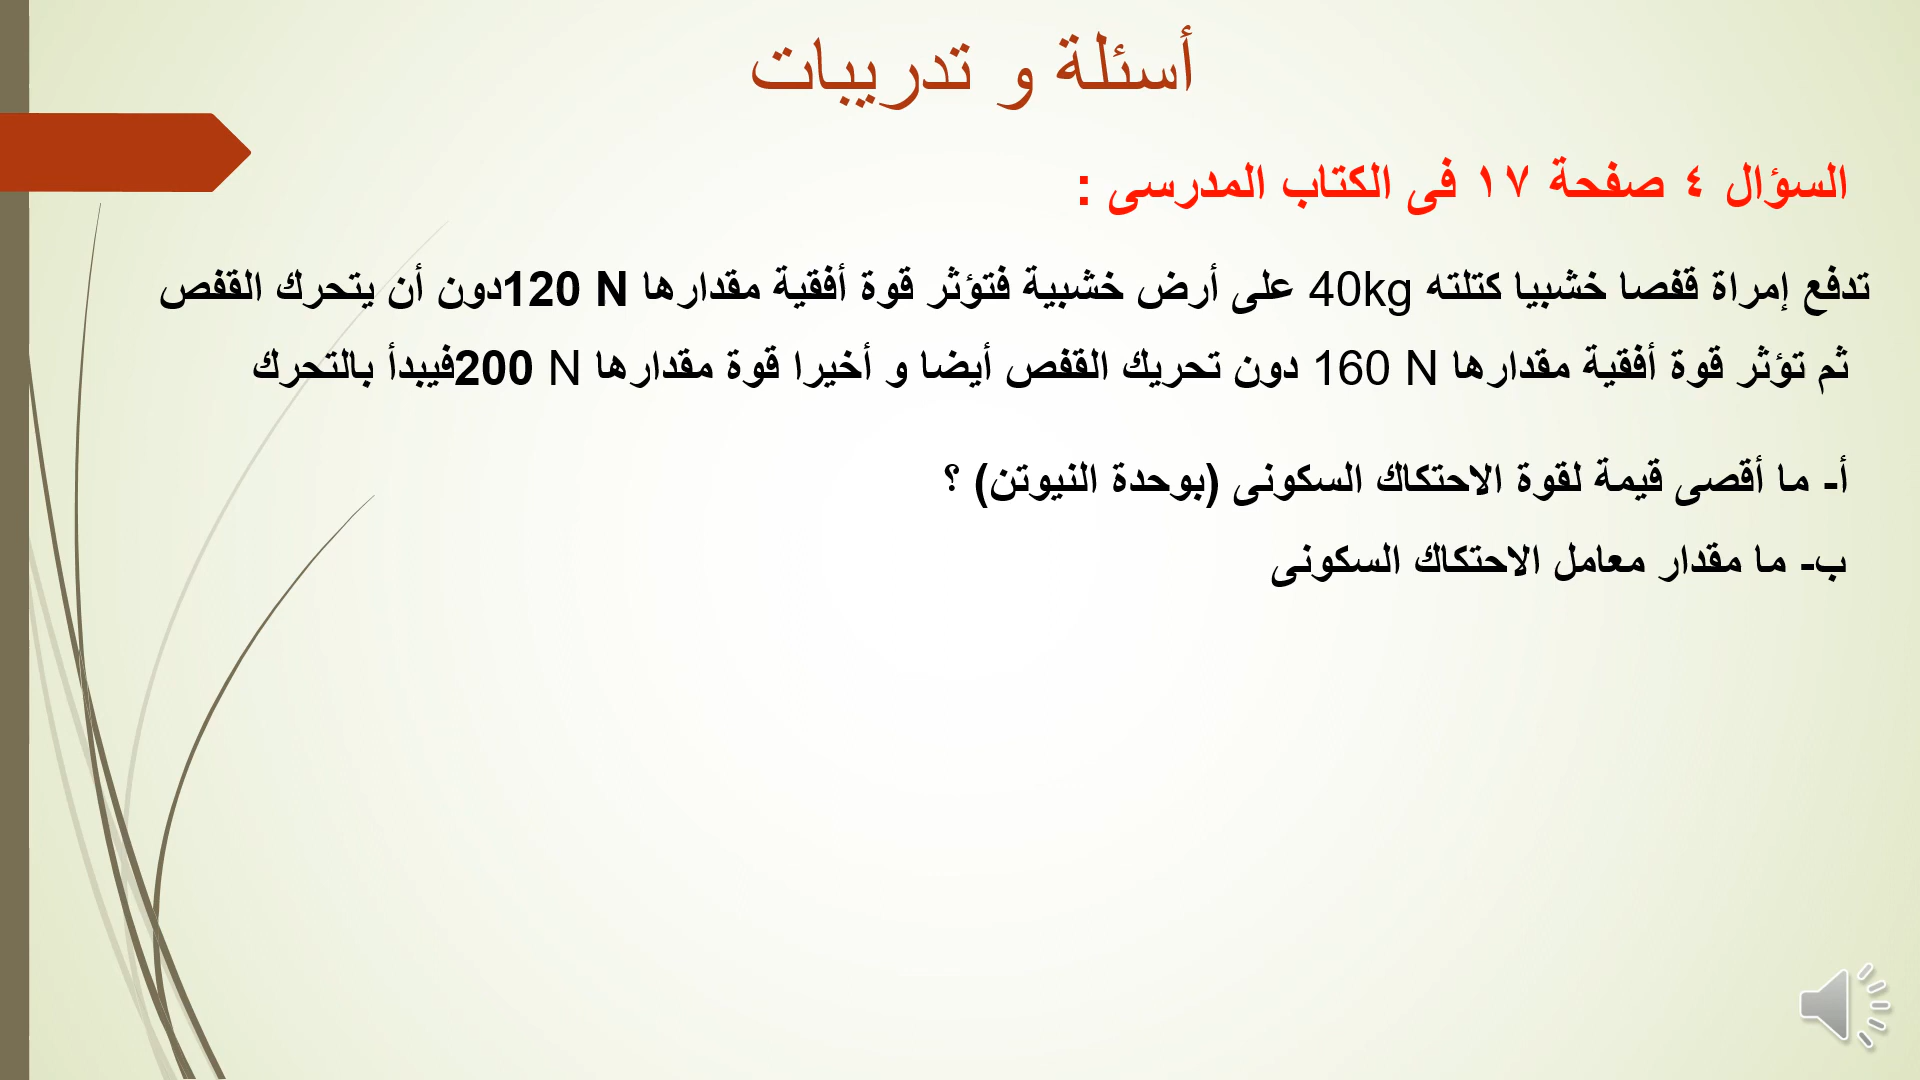 أسئلة و تدريبات
السؤال ٤ صفحة ١٧ فى الكتاب المدرسى :
تدفع إمراة قفصا خشبيا كتلته 40kg على أرض خشبية فتؤثر قوة أفقية مقدارها 120 N دون أن يتحرك القفص
ثم تؤثر قوة أفقية مقدارها 160 N دون تحريك القفص أيضا و أخيرا قوة مقدارها 200 N فيبدأ بالتحرك
أ- ما أقصى قيمة لقوة الاحتكاك السكونى (بوحدة النيوتن) ؟
ب- ما مقدار معامل الاحتكاك السكونى